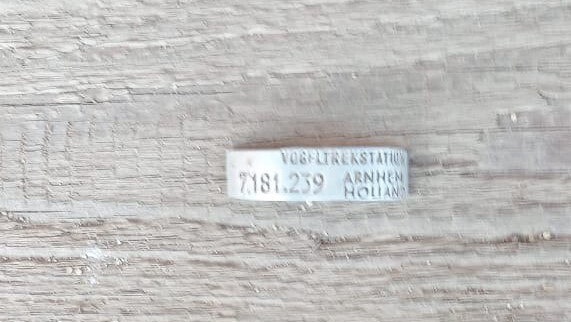 VOGELTREKSTATION
7.181.239 ARNHEM
HOLLAND